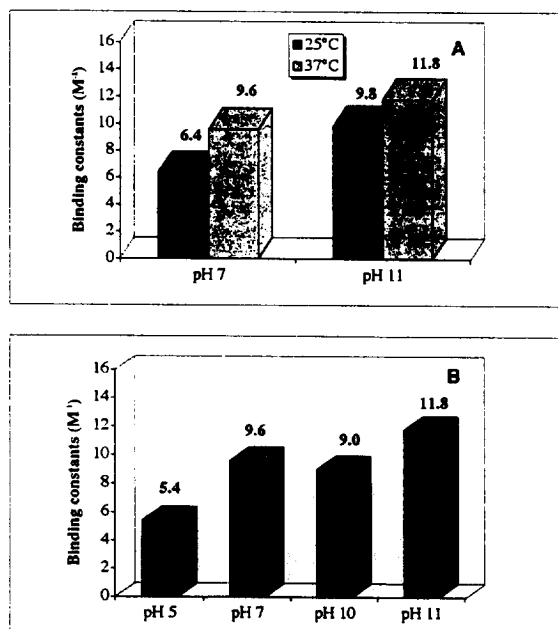 A
25°C
37°C
Binding constants (M⁻¹)
16
14
12
10
8
6
4
2
0
6.4
9.6
9.8
11.8
pH 7
pH 11
B
Binding constants (M⁻¹)
16
14
12
10
8
6
4
2
0
5.4
9.6
9.0
11.8
pH 5
pH 7
pH 10
pH 11